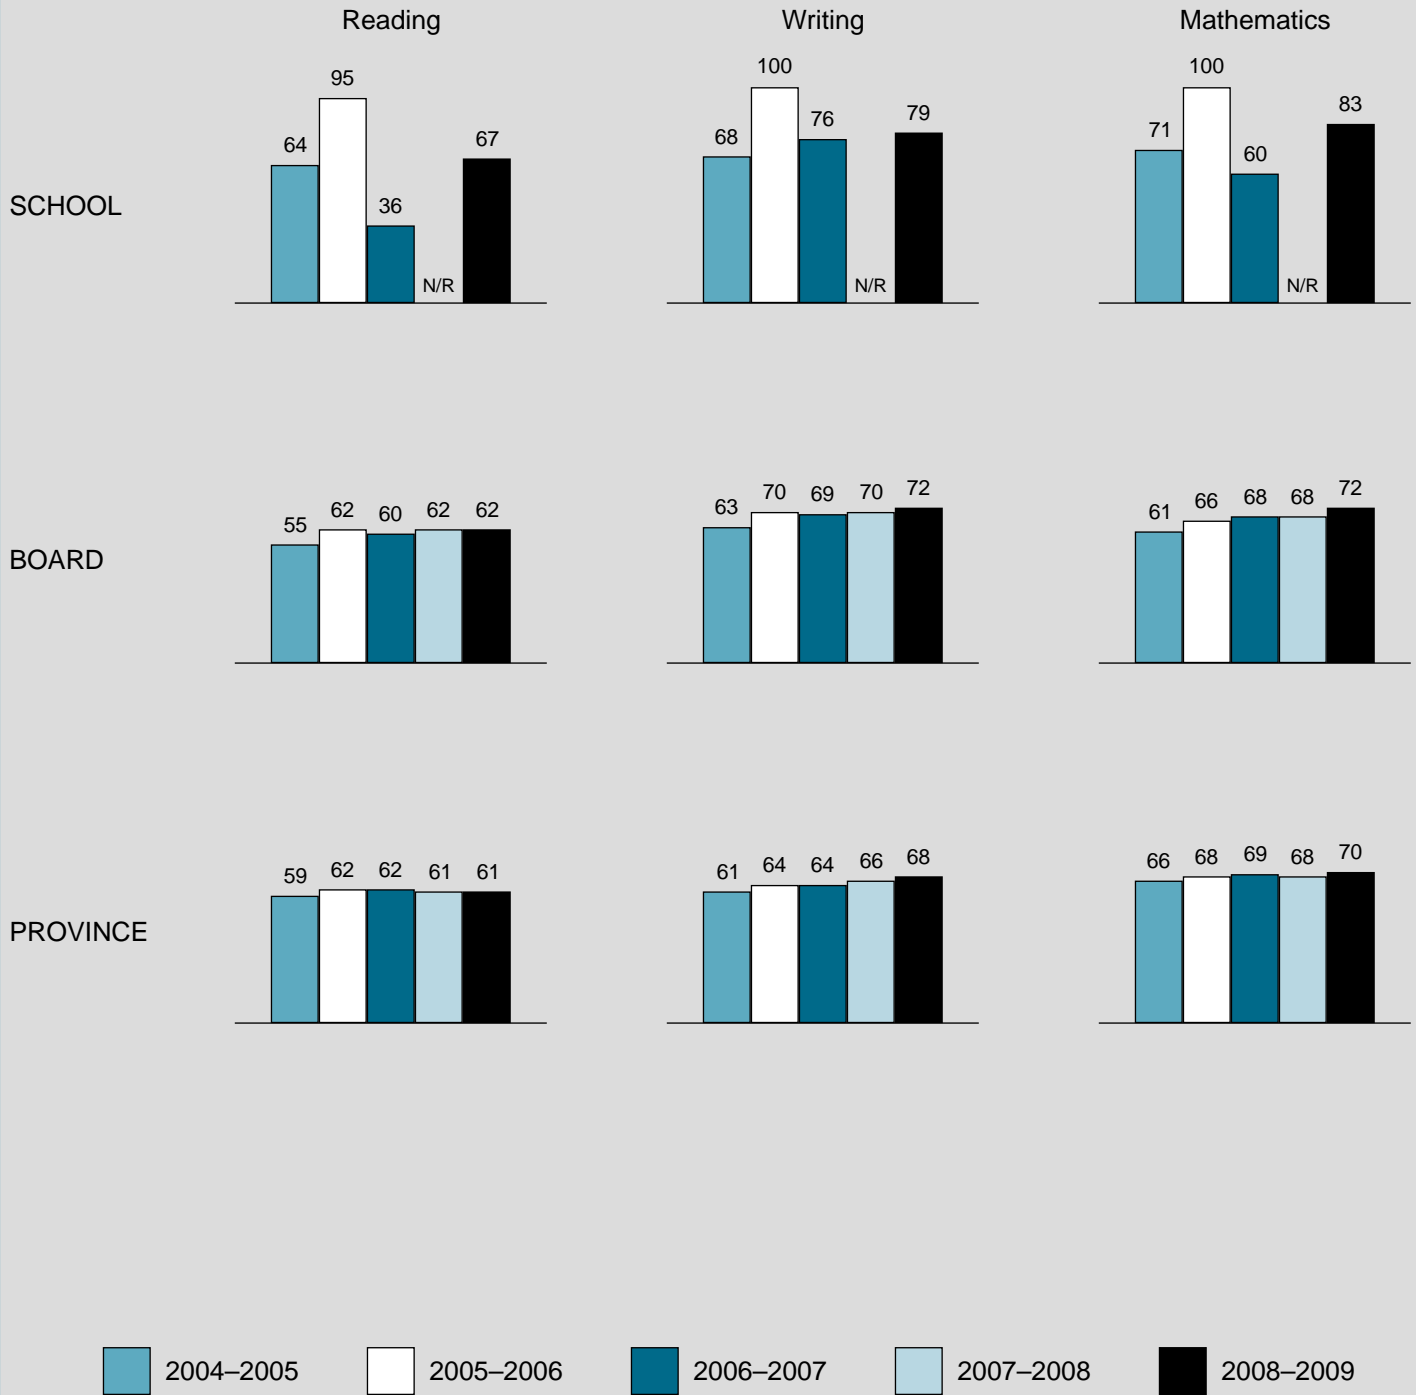 Reading Writing Mathematics
SCHOOL
64 95 36 N/R 67
68 100 76 N/R 79
71 100 60 N/R 83
BOARD
55 62 60 62 62
63 70 69 70 72
61 66 68 68 72
PROVINCE
59 62 62 61 61
61 64 64 66 68
66 68 69 68 70
2004–2005 2005–2006 2006–2007 2007–2008 2008–2009